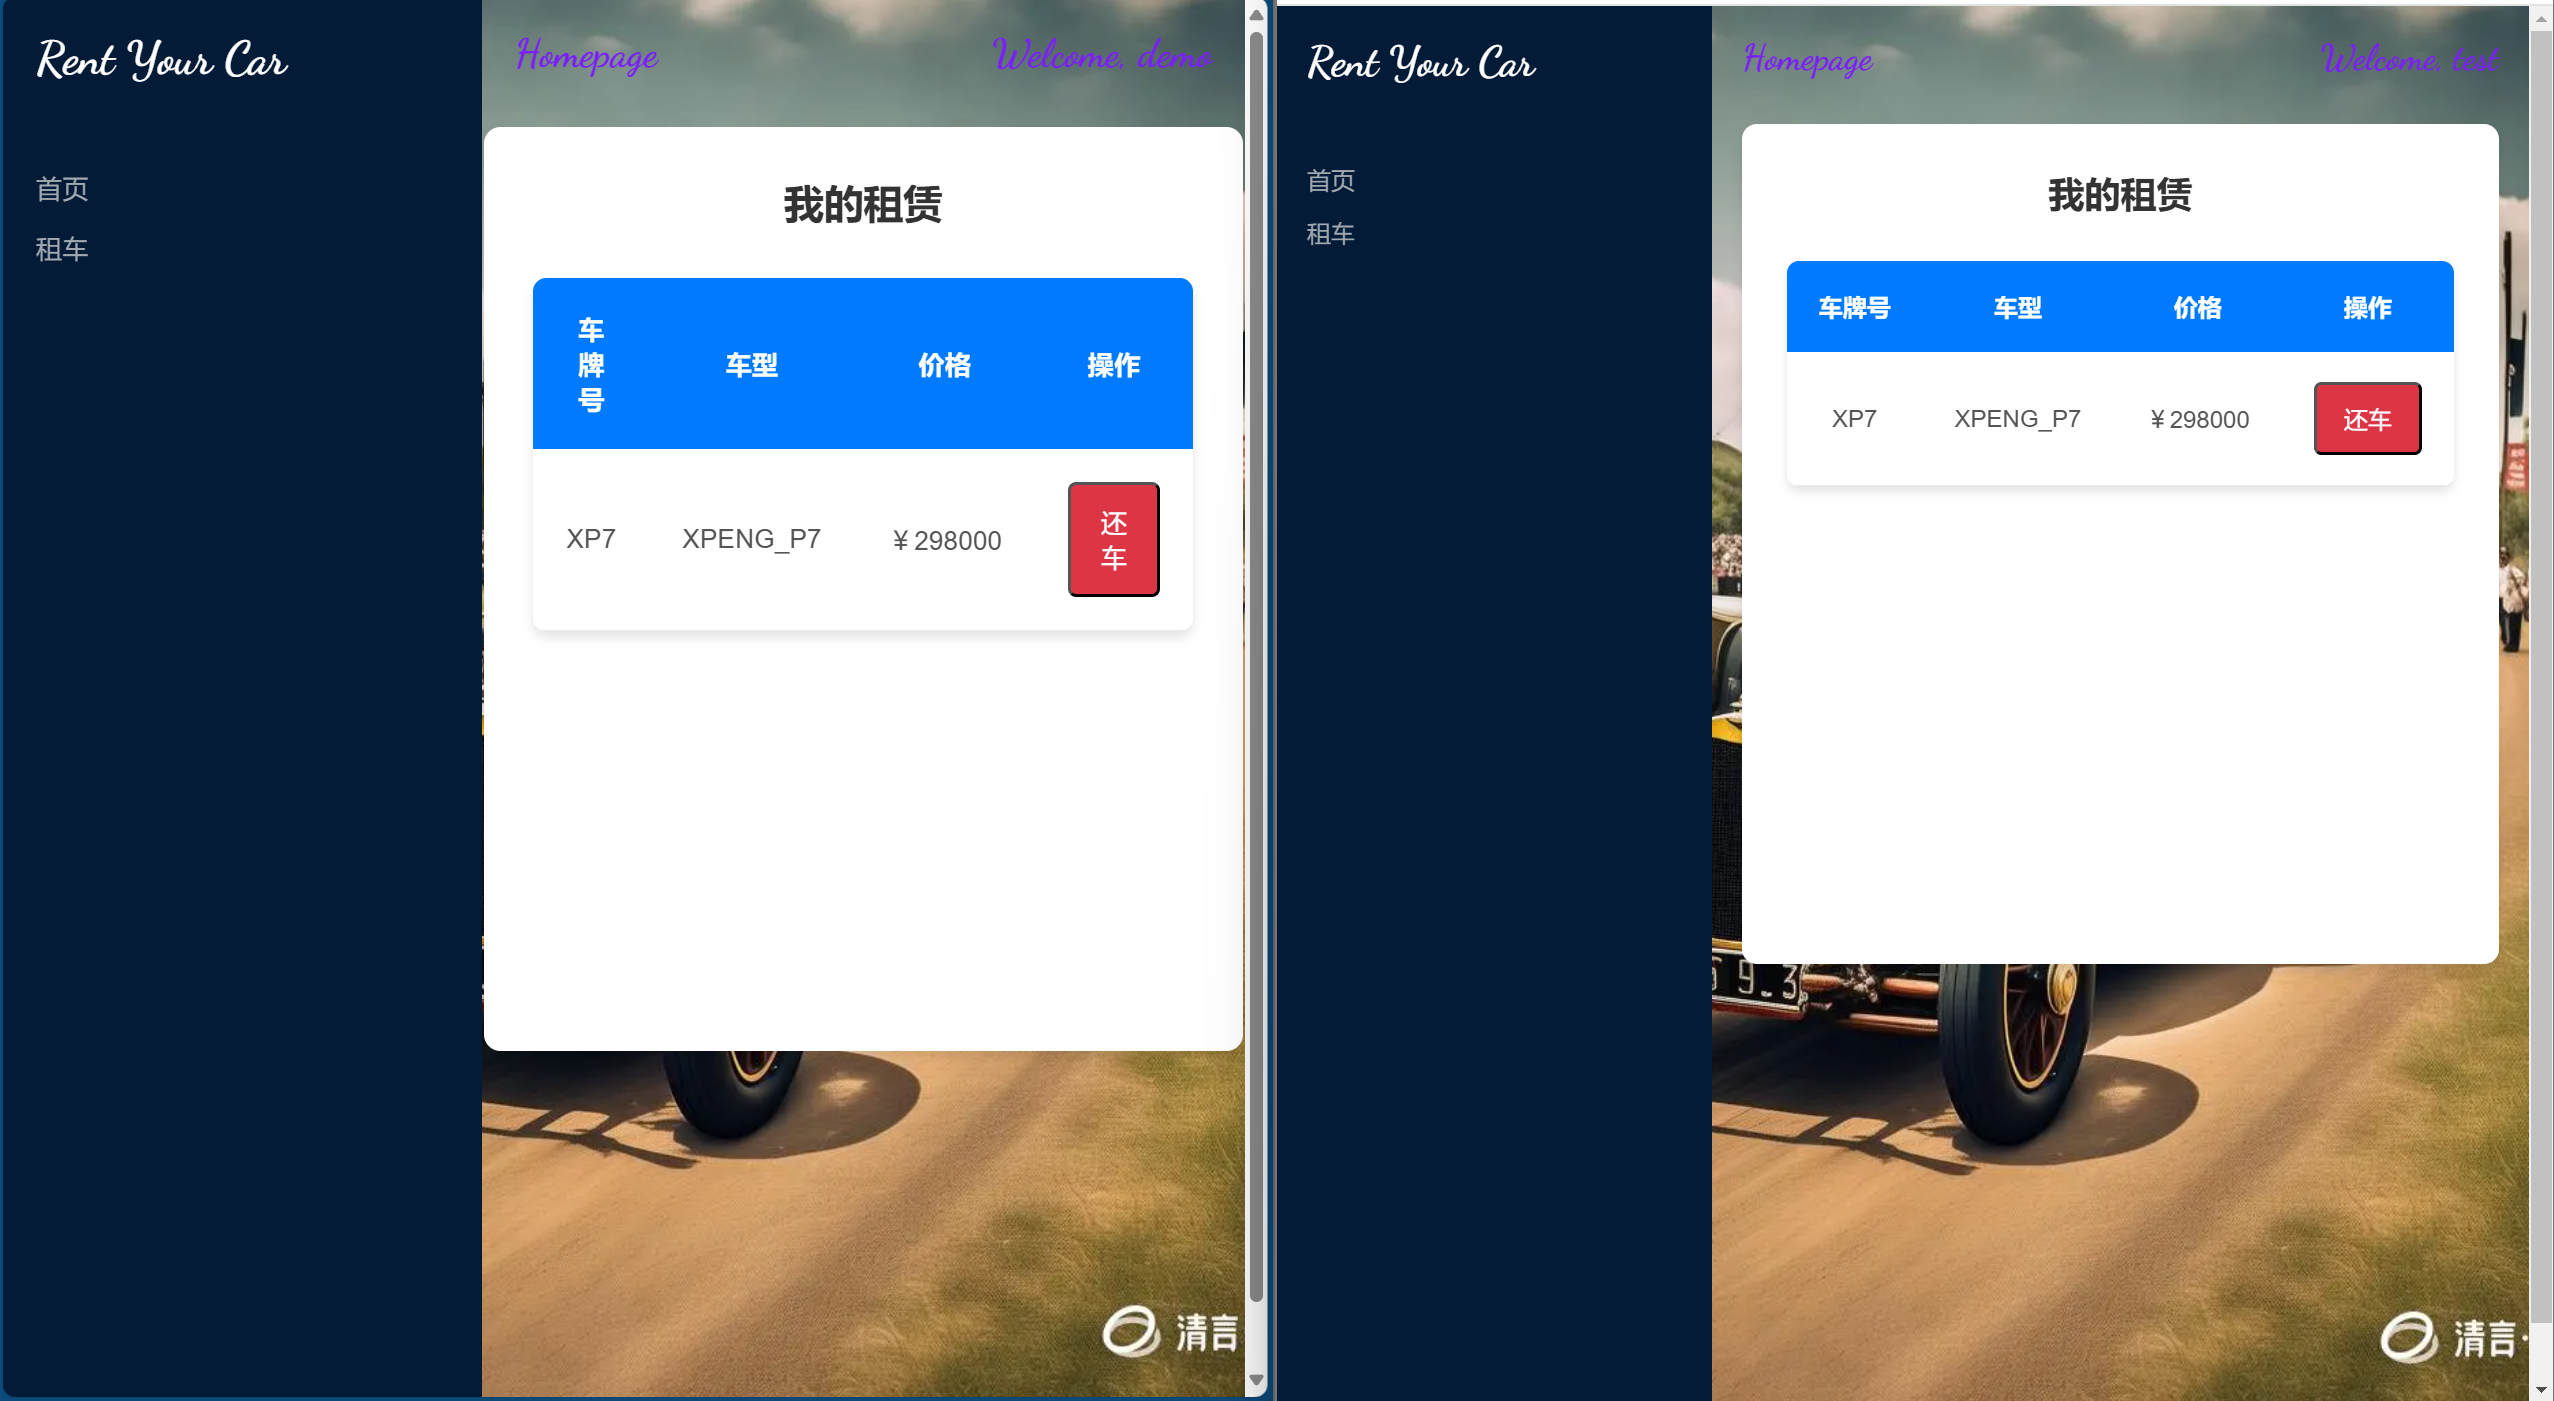 Rent Your Car
首页
租车
Homepage
Welcome, demo
我的租赁
车牌号 车型 价格 操作
XP7 XPENG_P7 ￥298000 还车
清言
Rent Your Car
首页
租车
Homepage
Welcome, test
我的租赁
车牌号 车型 价格 操作
XP7 XPENG_P7 ￥298000 还车
9.3
清言·